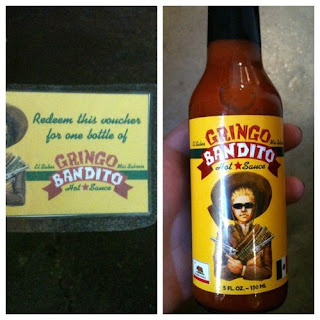 Redeem this voucher
for one bottle of
GRINGO
El Sabor Más Sabroso
BANDITO
Hot Sauce
GRINGO
BANDITO
Hot Sauce
5 FL. OZ. - 150 ML